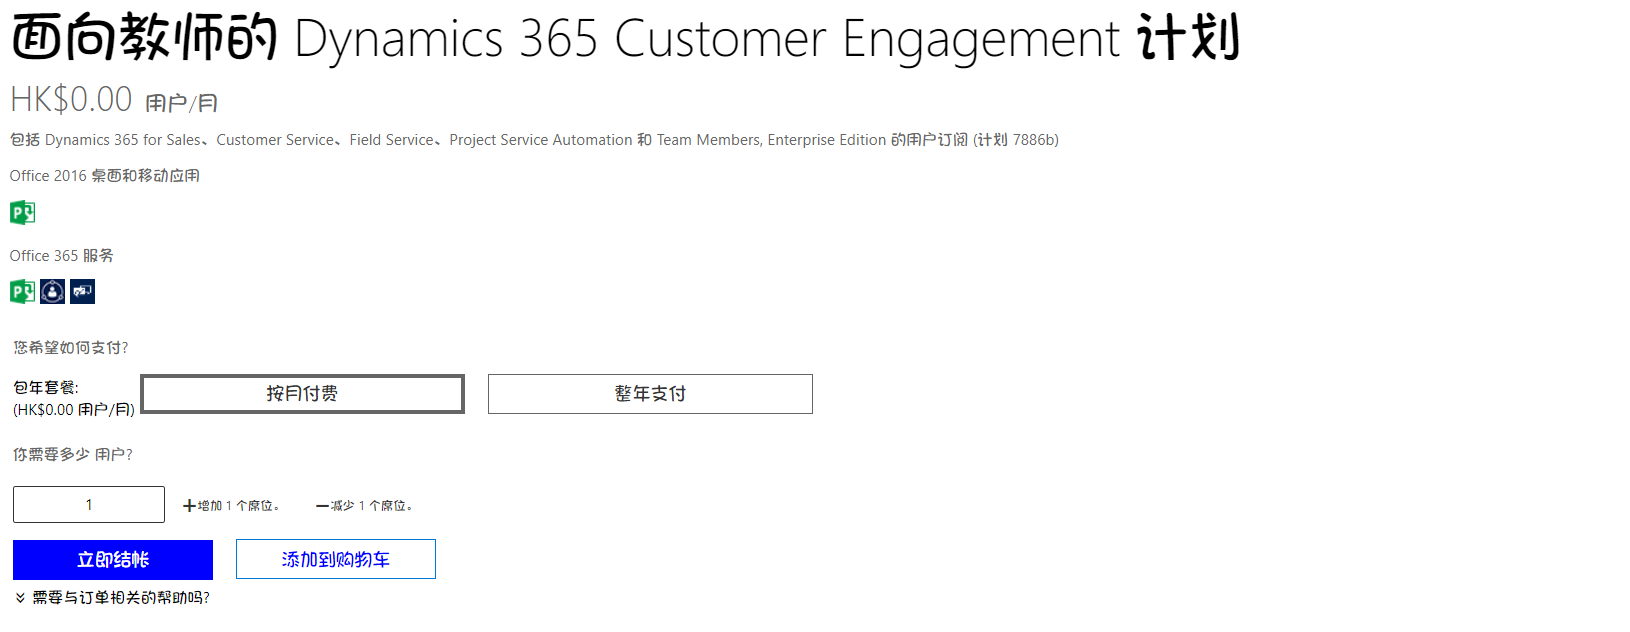 面向教师的 Dynamics 365 Customer Engagement 计划
HK$0.00 用户/月
包括 Dynamics 365 for Sales、Customer Service、Field Service、Project Service Automation 和 Team Members, Enterprise Edition 的用户订阅 (计划 7886b)
Office 2016 桌面和移动应用
P
Office 365 服务
P
您希望如何支付?
包年套餐: 按月付费 整年支付
(HK$0.00 用户/月)
你需要多少 用户?
1 +增加 1 个席位。 —减少 1 个席位。
立即结帐 添加到购物车
需要与订单相关的帮助吗?